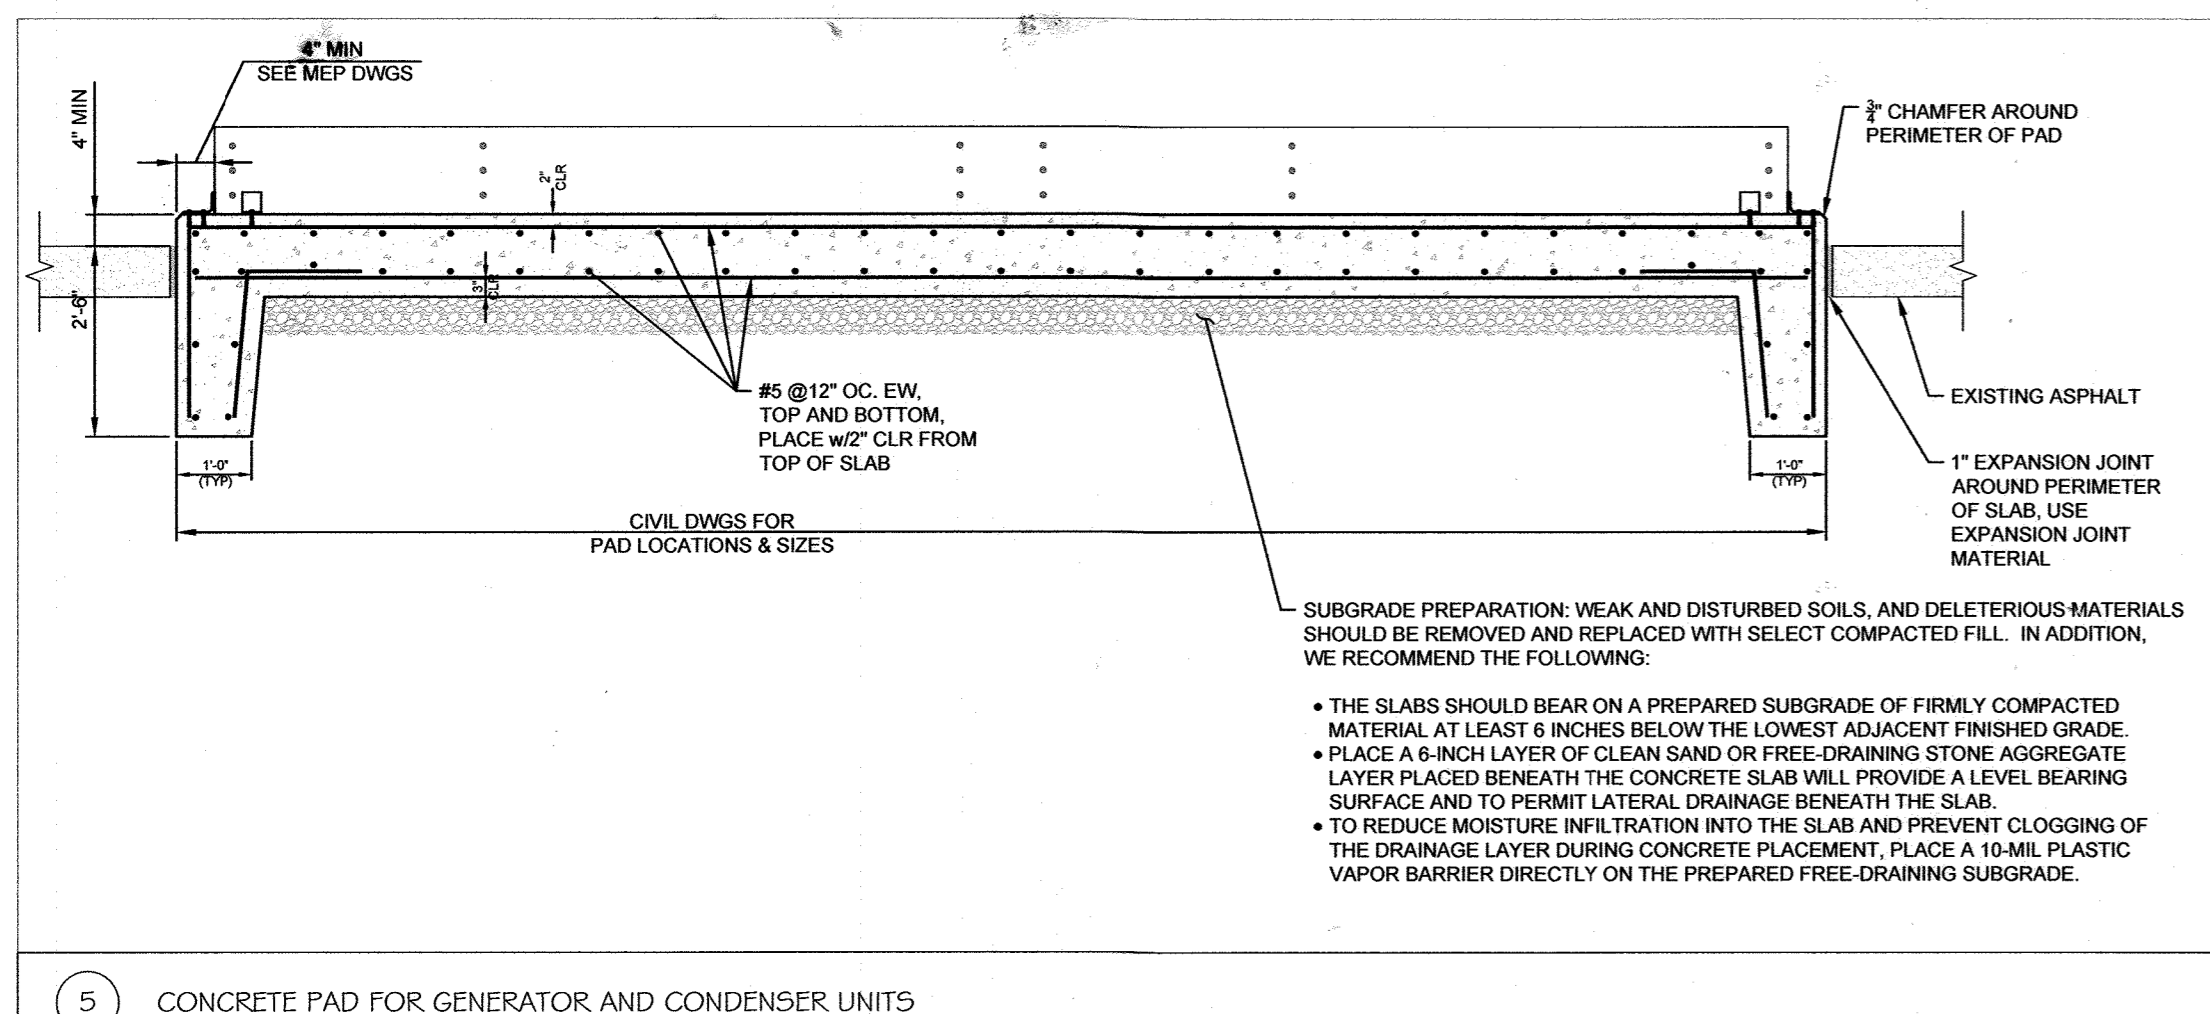 4" MIN
SEE MEP DWGS
4" MIN
2" CLR
3/4" CHAMFER AROUND
PERIMETER OF PAD
2'-6"
3" CLR
#5 @12" OC. EW,
TOP AND BOTTOM,
PLACE w/2" CLR FROM
TOP OF SLAB
EXISTING ASPHALT
1'-0"
(TYP)
1'-0"
(TYP)
1" EXPANSION JOINT
AROUND PERIMETER
OF SLAB, USE
EXPANSION JOINT
MATERIAL
CIVIL DWGS FOR
PAD LOCATIONS & SIZES
SUBGRADE PREPARATION: WEAK AND DISTURBED SOILS, AND DELETERIOUS MATERIALS
SHOULD BE REMOVED AND REPLACED WITH SELECT COMPACTED FILL. IN ADDITION,
WE RECOMMEND THE FOLLOWING:
• THE SLABS SHOULD BEAR ON A PREPARED SUBGRADE OF FIRMLY COMPACTED
MATERIAL AT LEAST 6 INCHES BELOW THE LOWEST ADJACENT FINISHED GRADE.
• PLACE A 6-INCH LAYER OF CLEAN SAND OR FREE-DRAINING STONE AGGREGATE
LAYER PLACED BENEATH THE CONCRETE SLAB WILL PROVIDE A LEVEL BEARING
SURFACE AND TO PERMIT LATERAL DRAINAGE BENEATH THE SLAB.
• TO REDUCE MOISTURE INFILTRATION INTO THE SLAB AND PREVENT CLOGGING OF
THE DRAINAGE LAYER DURING CONCRETE PLACEMENT, PLACE A 10-MIL PLASTIC
VAPOR BARRIER DIRECTLY ON THE PREPARED FREE-DRAINING SUBGRADE.
5 CONCRETE PAD FOR GENERATOR AND CONDENSER UNITS